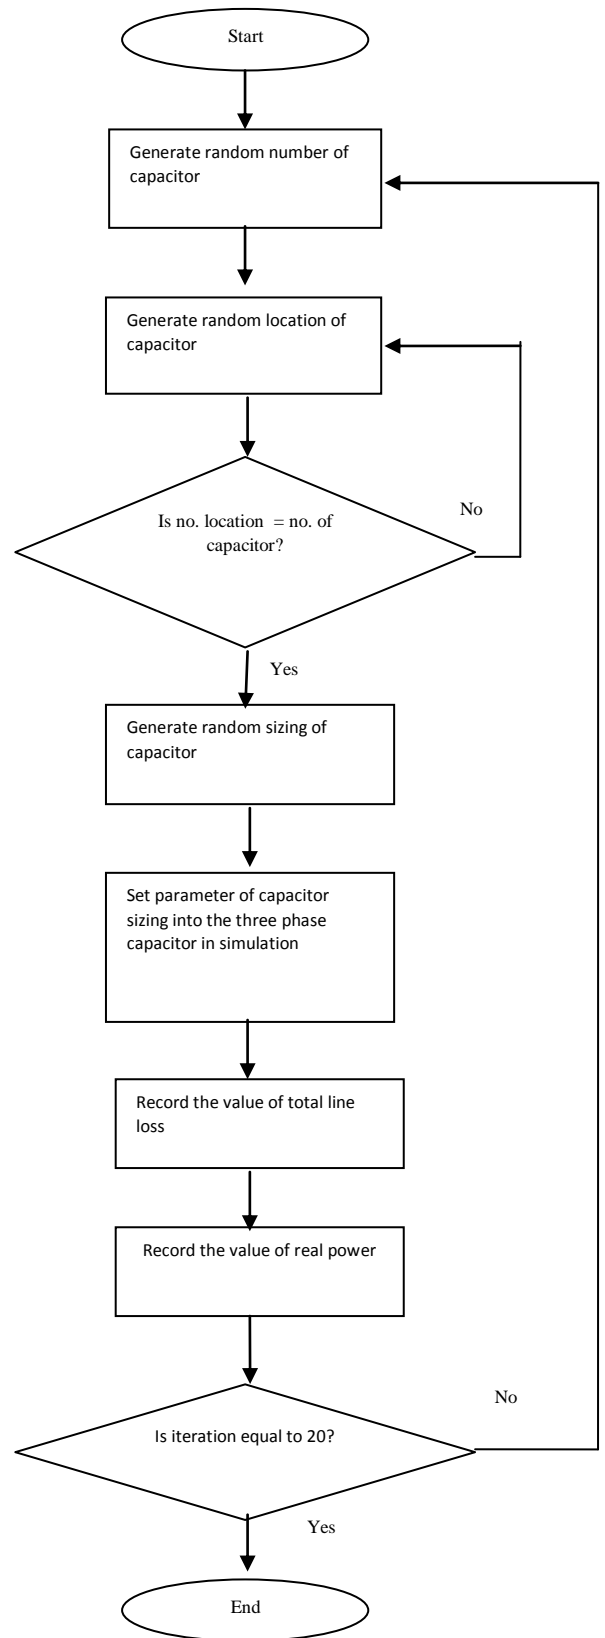 Start
Generate random number of
capacitor
Generate random location of
capacitor
Is no. location  = no. of
capacitor?
No
Yes
Generate random sizing of
capacitor
Set parameter of capacitor
sizing into the three phase
capacitor in simulation
Record the value of total line
loss
Record the value of real power
No
Is iteration equal to 20?
Yes
End